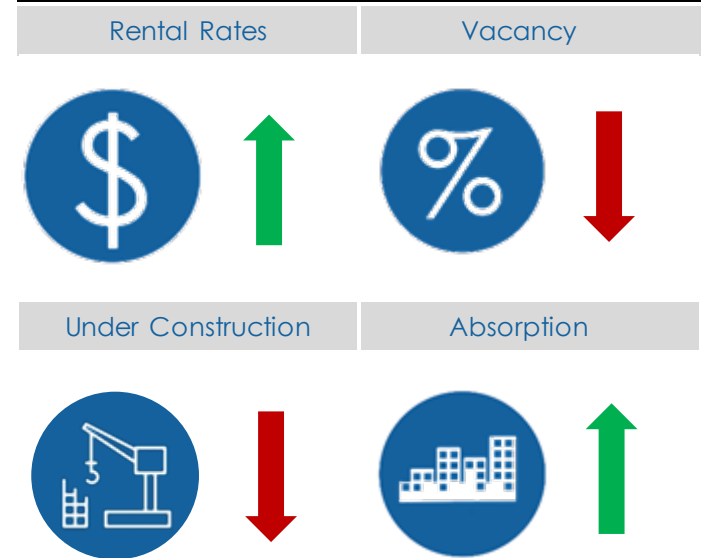 Rental Rates
Vacancy
$
%
Under Construction
Absorption